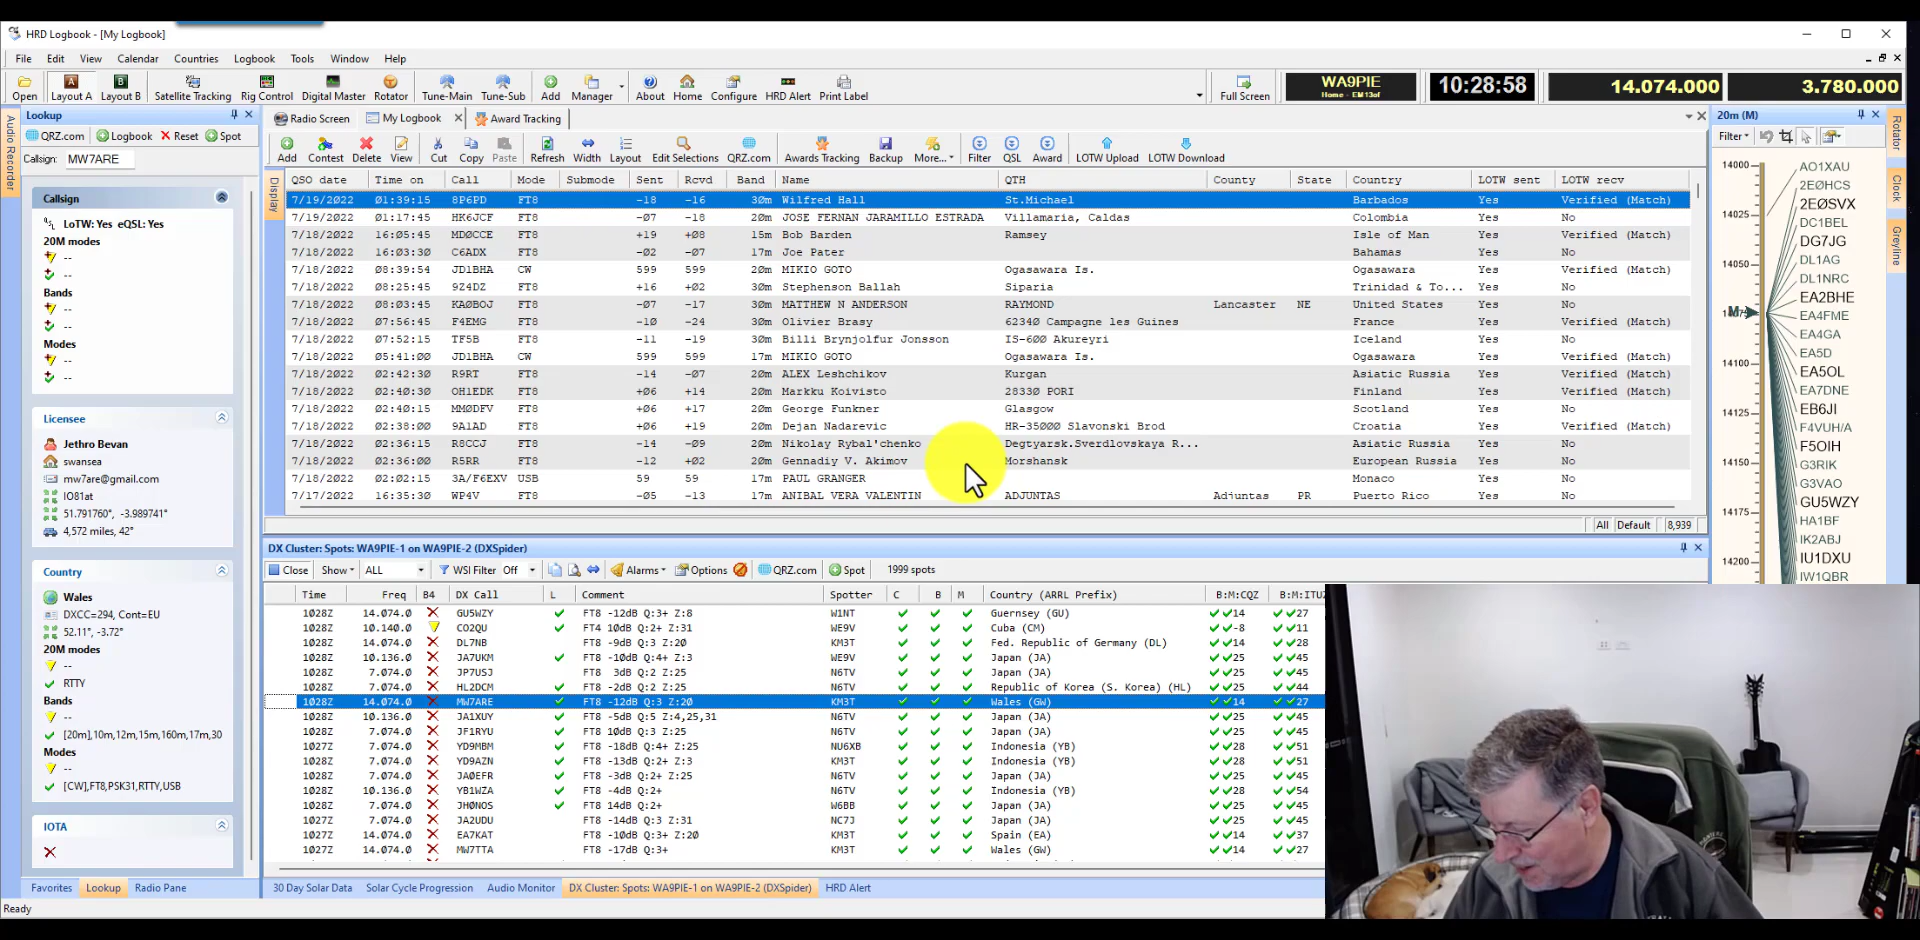 HRD Logbook - [My Logbook]
File Edit View Calendar Countries Logbook Tools Window Help
Open Layout A Layout B Satellite Tracking Rig Control Digital Master Rotator Tune-Main Tune-Sub Add Manager About Home Configure HRD Alert Print Label Full Screen
WA9PIE
10:28:58 14.074.000 3.780.000
Lookup
QRZ.com Logbook Reset Spot
Callsign: MW7ARE
Callsign
LoTW: Yes eQSL: Yes
20M modes
--
--
Bands
--
--
Modes
--
--
Licensee
Jethro Bevan
swansea
mw7are@gmail.com
IO81at
51.791760°, -3.989741°
4,572 miles, 42°
Country
Wales
DXCC=294, Cont=EU
52.11°, -3.72°
20M modes
--
RTTY
Bands
--
[20m],10m,12m,15m,160m,17m,30
Modes
--
[CW],FT8,PSK31,RTTY,USB
IOTA
Favorites Lookup Radio Pane
Ready
Audio Recorder
Radio Screen My Logbook Award Tracking
Add Contest Delete View Cut Copy Paste Refresh Width Layout Edit Selections QRZ.com Awards Tracking Backup More... Filter QSL Award LOTW Upload LOTW Download
Display
QSO date Time on Call Mode Submode Sent Rcvd Band Name QTH County State Country LOTW sent LOTW recv
7/19/2022 01:39:15 8P6PD FT8 -18 -16 30m Wilfred Hall St.Michael Barbados Yes Verified (Match)
7/19/2022 01:17:45 HK6JCF FT8 -07 -18 20m JOSE FERNAN JARAMILLO ESTRADA Villamaria, Caldas Colombia Yes No
7/18/2022 16:05:45 MD0CCE FT8 +19 +08 15m Bob Barden Ramsey Isle of Man Yes Verified (Match)
7/18/2022 16:03:30 C6ADX FT8 -02 -07 17m Joe Pater Bahamas Yes No
7/18/2022 08:39:54 JD1BHA CW 599 599 20m MIKIO GOTO Ogasawara Is. Ogasawara Yes Verified (Match)
7/18/2022 08:25:45 9Z4DZ FT8 +16 +02 30m Stephenson Ballah Siparia Trinidad & To... Yes No
7/18/2022 08:03:45 KA0BOJ FT8 -07 -17 30m MATTHEW N ANDERSON RAYMOND Lancaster NE United States Yes No
7/18/2022 07:56:45 F4EMG FT8 -10 -24 30m Olivier Brasy 62340 Campagne les Guines France Yes Verified (Match)
7/18/2022 07:52:15 TF5B FT8 -11 -19 30m Billi Brynjolfur Jonsson IS-600 Akureyri Iceland Yes No
7/18/2022 05:41:00 JD1BHA CW 599 599 17m MIKIO GOTO Ogasawara Is. Ogasawara Yes Verified (Match)
7/18/2022 02:42:30 R9RT FT8 -14 -07 20m ALEX Leshchikov Kurgan Asiatic Russia Yes Verified (Match)
7/18/2022 02:40:30 OH1EDK FT8 +06 +14 20m Markku Koivisto 28330 PORI Finland Yes Verified (Match)
7/18/2022 02:40:15 MM0DFV FT8 +06 +17 20m George Funkner Glasgow Scotland Yes No
7/18/2022 02:38:00 9A1AD FT8 +06 +19 20m Dejan Nadarevic HR-35000 Slavonski Brod Croatia Yes Verified (Match)
7/18/2022 02:36:15 R8CCJ FT8 -14 -09 20m Nikolay Rybal'chenko Degtyarsk.Sverdlovskaya R... Asiatic Russia Yes No
7/18/2022 02:36:00 R5RR FT8 -12 +02 20m Gennadiy V. Akimov Morshansk European Russia Yes No
7/18/2022 02:02:15 3A/F6EXV USB 59 59 17m PAUL GRANGER Monaco Yes No
7/17/2022 16:35:30 WP4V FT8 -05 -13 17m ANIBAL VERA VALENTIN ADJUNTAS Adjuntas PR Puerto Rico Yes No
All Default 8,939
DX Cluster: Spots: WA9PIE-1 on WA9PIE-2 (DXSpider)
Close Show ALL WSI Filter Off Alarms Options QRZ.com Spot 1999 spots
Time Freq B4 DX Call L Comment Spotter C B M Country (ARRL Prefix) B:M:CQZ B:M:ITUZ
1028Z 14.074.0 GU5WZY FT8 -12dB Q:3+ Z:8 W1NT Guernsey (GU) 14 27
1028Z 10.140.0 CO2QU FT4 10dB Q:2+ Z:31 WE9V Cuba (CM) -8 11
1028Z 14.074.0 DL7NB FT8 -9dB Q:3 Z:20 KM3T Fed. Republic of Germany (DL) 14 28
1028Z 10.136.0 JA7UKM FT8 -10dB Q:4+ Z:3 WE9V Japan (JA) 25 45
1028Z 7.074.0 JP7USJ FT8 3dB Q:2 Z:25 N6TV Japan (JA) 25 45
1028Z 7.074.0 HL2DCM FT8 -2dB Q:2 Z:25 N6TV Republic of Korea (S. Korea) (HL) 25 44
1028Z 14.074.0 MW7ARE FT8 -12dB Q:3 Z:20 KM3T Wales (GW) 14 27
1028Z 10.136.0 JA1XUY FT8 -5dB Q:5 Z:4,25,31 N6TV Japan (JA) 25 45
1028Z 7.074.0 JF1RYU FT8 10dB Q:3 Z:25 N6TV Japan (JA) 25 45
1027Z 7.074.0 YD9MBM FT8 -18dB Q:4+ Z:25 NU6XB Indonesia (YB) 28 51
1028Z 7.074.0 YD9AZN FT8 -13dB Q:2+ Z:3 WE9V Indonesia (YB) 28 51
1028Z 7.074.0 JA0EFR FT8 -3dB Q:2+ Z:25 N6TV Japan (JA) 25 45
1028Z 10.136.0 YB1WZA FT8 -4dB Q:2+ N6TV Indonesia (YB) 28 54
1028Z 7.074.0 JH0NOS FT8 14dB Q:2+ W6BB Japan (JA) 25 45
1028Z 7.074.0 JA2UDU FT8 -14dB Q:3 Z:31 NC7J Japan (JA) 25 45
1027Z 14.074.0 EA7KAT FT8 -10dB Q:3+ Z:20 KM3T Spain (EA) 14 37
1027Z 14.074.0 MW7TTA FT8 -17dB Q:3+ KM3T Wales (GW) 14 27
30 Day Solar Data Solar Cycle Progression Audio Monitor DX Cluster: Spots: WA9PIE-1 on WA9PIE-2 (DXSpider) HRD Alert
20m (M)
Filter
14000
14025
14050
14100
14125
14150
14175
14200
AO1XAU
2E0HCS
2E0SVX
DC1BEL
DG7JG
DL1AG
DL1NRC
EA2BHE
EA4FME
EA4GA
EA5D
EA5OL
EA7DNE
EB6JI
F4VUH/A
F5OIH
G3RIK
G3VAO
GU5WZY
HA1BF
IK2ABJ
IU1DXU
IW1QBR
Rotator
Clock
Greyline